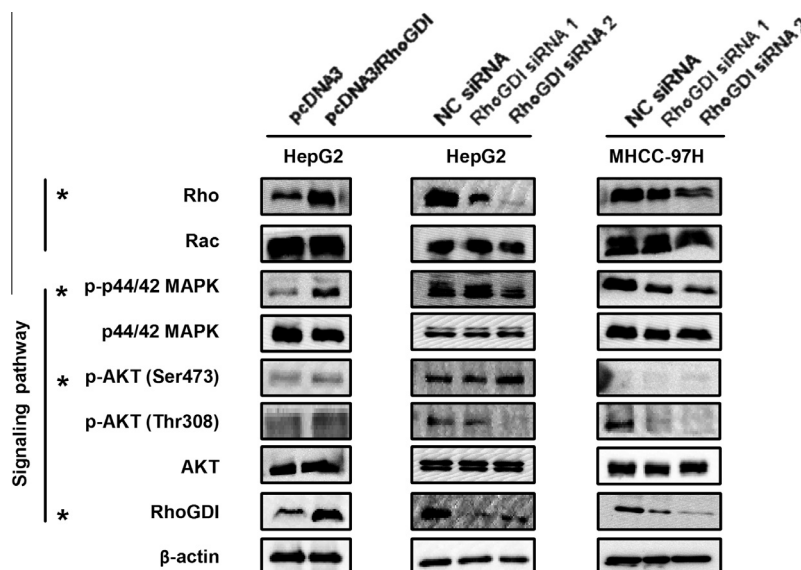 pcDNA3
pcDNA3/RhoGDI
NC siRNA
RhoGDI siRNA 1
RhoGDI siRNA 2
NC siRNA
RhoGDI siRNA 1
RhoGDI siRNA 2
HepG2
HepG2
MHCC-97H
* Rho
Rac
* p-p44/42 MAPK
p44/42 MAPK
* p-AKT (Ser473)
p-AKT (Thr308)
AKT
* RhoGDI
β-actin
Signaling pathway